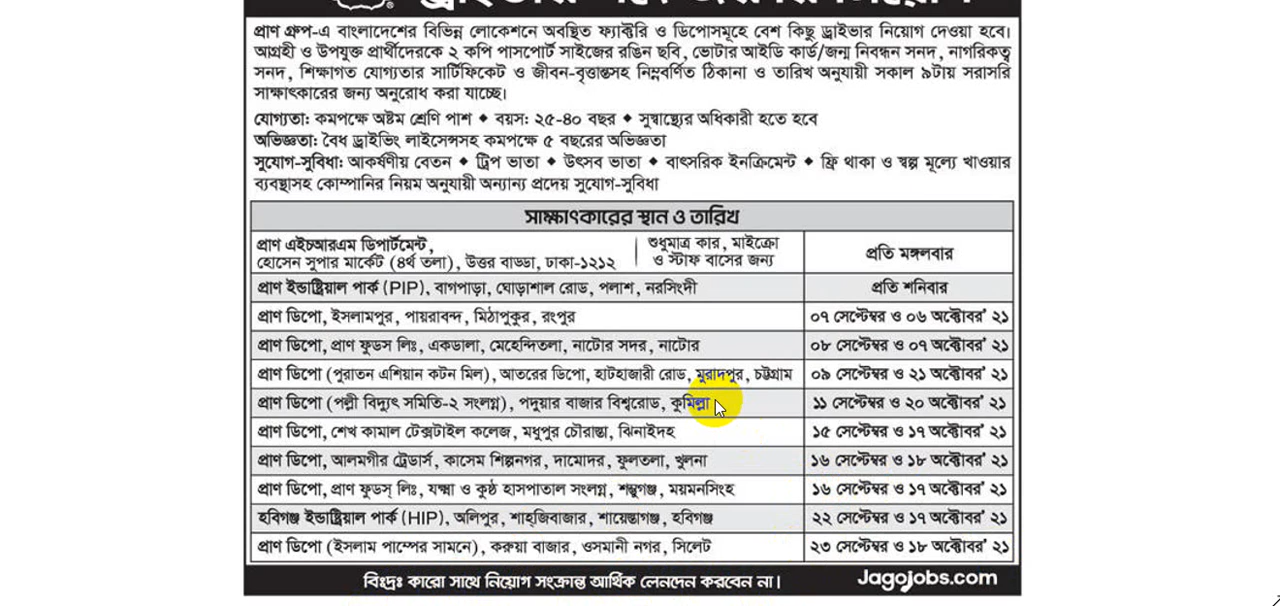 প্রাণ গ্রুপ-এ বাংলাদেশের বিভিন্ন লোকেশনে অবস্থিত ফ্যাক্টরি ও ডিপোসমূহে বেশ কিছু ড্রাইভার নিয়োগ দেওয়া হবে।
আগ্রহী ও উপযুক্ত প্রার্থীদেরকে ২ কপি পাসপোর্ট সাইজের রঙিন ছবি, ভোটার আইডি কার্ড/জন্ম নিবন্ধন সনদ, নাগরিকত্ব
সনদ, শিক্ষাগত যোগ্যতার সার্টিফিকেট ও জীবন-বৃত্তান্তসহ নিম্নবর্ণিত ঠিকানা ও তারিখ অনুযায়ী সকাল ৯টায় সরাসরি
সাক্ষাৎকারের জন্য অনুরোধ করা যাচ্ছে।
যোগ্যতা: কমপক্ষে অষ্টম শ্রেণি পাশ ◆ বয়স: ২৫-৪০ বছর ◆ সুস্বাস্থ্যের অধিকারী হতে হবে
অভিজ্ঞতা: বৈধ ড্রাইভিং লাইসেন্সসহ কমপক্ষে ৫ বছরের অভিজ্ঞতা
সুযোগ-সুবিধা: আকর্ষণীয় বেতন ◆ ট্রিপ ভাতা ◆ উৎসব ভাতা ◆ বাৎসরিক ইনক্রিমেন্ট ◆ ফ্রি থাকা ও স্বল্প মূল্যে খাওয়ার
ব্যবস্থাসহ কোম্পানির নিয়ম অনুযায়ী অন্যান্য প্রদেয় সুযোগ-সুবিধা
সাক্ষাৎকারের স্থান ও তারিখ
প্রাণ এইচআরএম ডিপার্টমেন্ট, শুধুমাত্র কার, মাইক্রো
হোসেন সুপার মার্কেট (৪র্থ তলা), উত্তর বাড্ডা, ঢাকা-১২১২ ও স্টাফ বাসের জন্য প্রতি মঙ্গলবার
প্রাণ ইন্ডাস্ট্রিয়াল পার্ক (PIP), বাগপাড়া, ঘোড়াশাল রোড, পলাশ, নরসিংদী প্রতি শনিবার
প্রাণ ডিপো, ইসলামপুর, পায়রাবন্দ, মিঠাপুকুর, রংপুর ০৭ সেপ্টেম্বর ও ০৬ অক্টোবর' ২১
প্রাণ ডিপো, প্রাণ ফুডস লিঃ, একডালা, মেহেন্দিতলা, নাটোর সদর, নাটোর ০৮ সেপ্টেম্বর ও ০৭ অক্টোবর' ২১
প্রাণ ডিপো (পুরাতন এশিয়ান কটন মিল), আতরের ডিপো, হাটহাজারী রোড, মুরাদপুর, চট্টগ্রাম ০৯ সেপ্টেম্বর ও ২১ অক্টোবর' ২১
প্রাণ ডিপো (পল্লী বিদ্যুৎ সমিতি-২ সংলগ্ন), পদুয়ার বাজার বিশ্বরোড, কুমিল্লা ১১ সেপ্টেম্বর ও ২০ অক্টোবর' ২১
প্রাণ ডিপো, শেখ কামাল টেক্সটাইল কলেজ, মধুপুর চৌরাস্তা, ঝিনাইদহ ১৫ সেপ্টেম্বর ও ১৭ অক্টোবর' ২১
প্রাণ ডিপো, আলমগীর ট্রেডার্স, কাসেম শিল্পনগর, দামোদর, ফুলতলা, খুলনা ১৬ সেপ্টেম্বর ও ১৮ অক্টোবর' ২১
প্রাণ ডিপো, প্রাণ ফুডস্ লিঃ, যক্ষা ও কুষ্ঠ হাসপাতাল সংলগ্ন, শম্ভুগঞ্জ, ময়মনসিংহ ১৬ সেপ্টেম্বর ও ১৭ অক্টোবর' ২১
হবিগঞ্জ ইন্ডাস্ট্রিয়াল পার্ক (HIP), অলিপুর, শাহ্‌জিবাজার, শায়েস্তাগঞ্জ, হবিগঞ্জ ২২ সেপ্টেম্বর ও ১৭ অক্টোবর' ২১
প্রাণ ডিপো (ইসলাম পাম্পের সামনে), করুয়া বাজার, ওসমানী নগর, সিলেট ২৩ সেপ্টেম্বর ও ১৮ অক্টোবর' ২১
বিঃদ্রঃ কারো সাথে নিয়োগ সংক্রান্ত আর্থিক লেনদেন করবেন না। Jagojobs.com